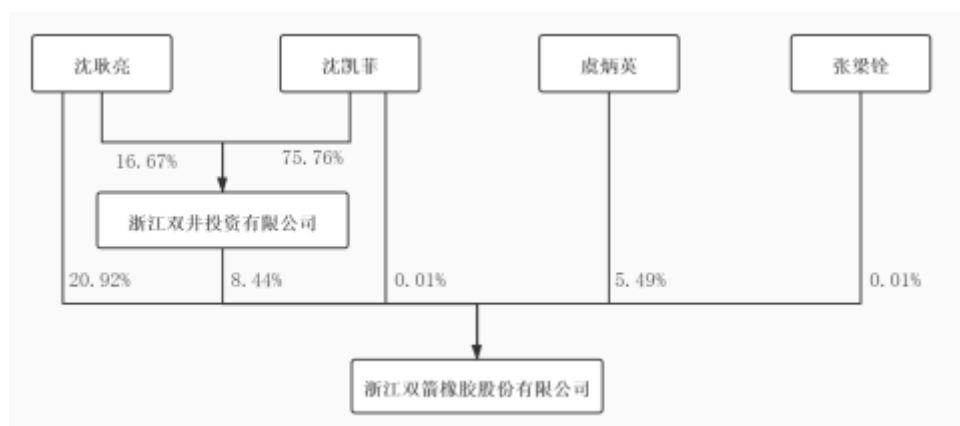 沈耿亮
沈凯菲
虞炳英
张梁铨
16.67%
75.76%
浙江双井投资有限公司
20.92%
8.44%
0.01%
5.49%
0.01%
浙江双箭橡胶股份有限公司